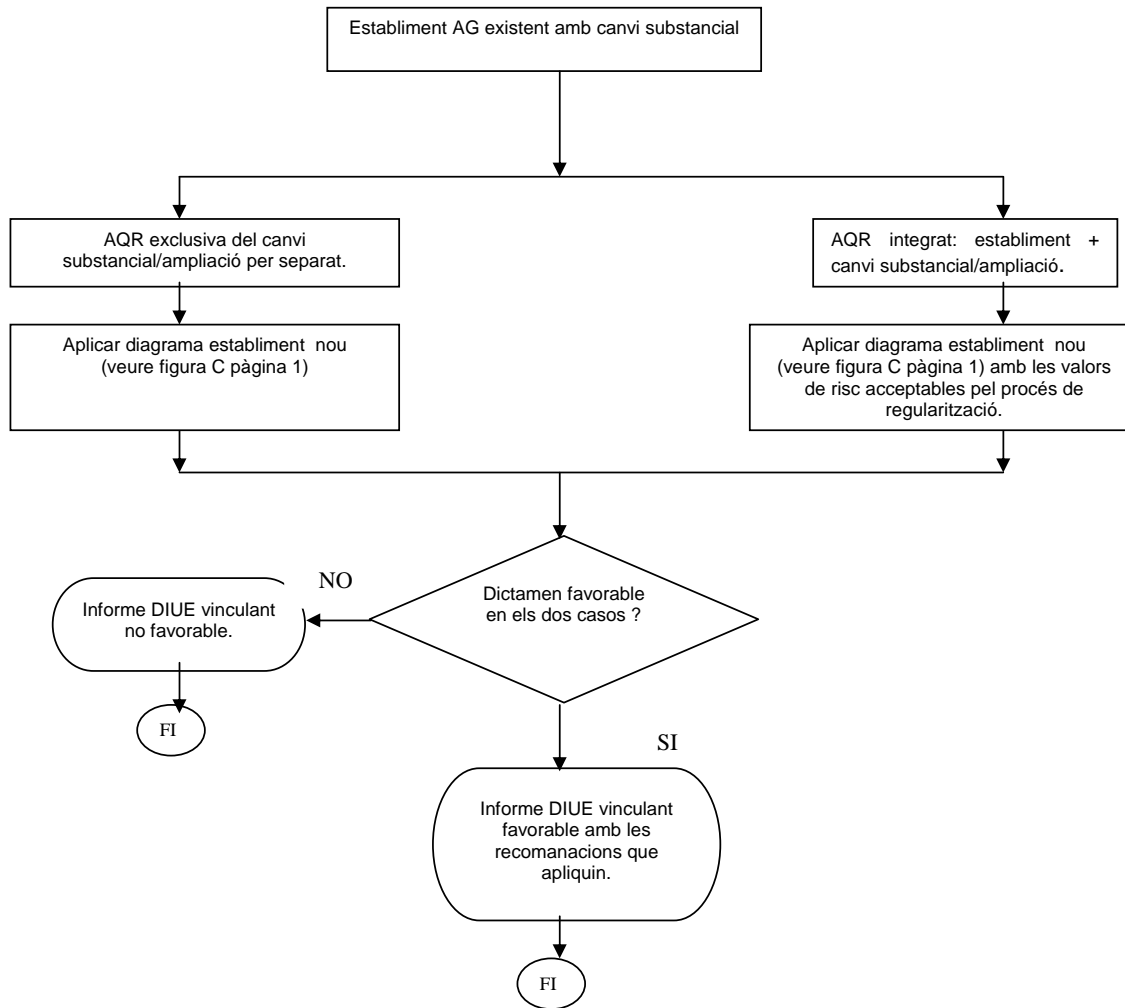 Establiment AG existent amb canvi substancial
AQR exclusiva del canvi
substancial/ampliació per separat.
AQR integrat: establiment +
canvi substancial/ampliació.
Aplicar diagrama establiment nou
(veure figura C pàgina 1)
Aplicar diagrama establiment nou
(veure figura C pàgina 1) amb les valors
de risc acceptables pel procés de
regularització.
Dictamen favorable
en els dos casos ?
NO
Informe DIUE vinculant
no favorable.
FI
SI
Informe DIUE vinculant
favorable amb les
recomanacions que
apliquin.
FI